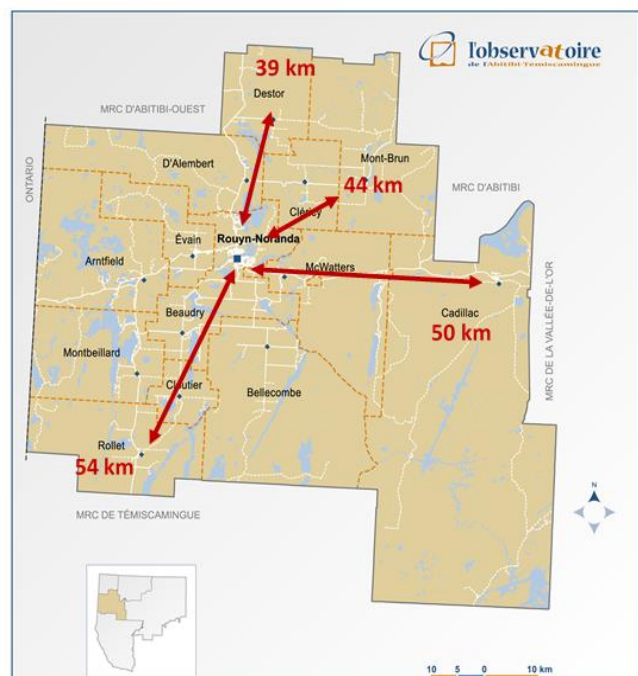 l'observatoire
de l'Abitibi-Témiscamingue
39 km
Destor
MRC D'ABITIBI-OUEST
D'Alembert
Mont-Brun
44 km
MRC D'ABITIBI
ONTARIO
Cléricy
Rouyn-Noranda
Évain
McWatters
Arntfield
Cadillac
50 km
MRC DE LA VALLÉE-DE-L'OR
Beaudry
Montbeillard
Cloutier
Bellecombe
Rollet
54 km
MRC DE TÉMISCAMINGUE
N
10 5 0 10 km